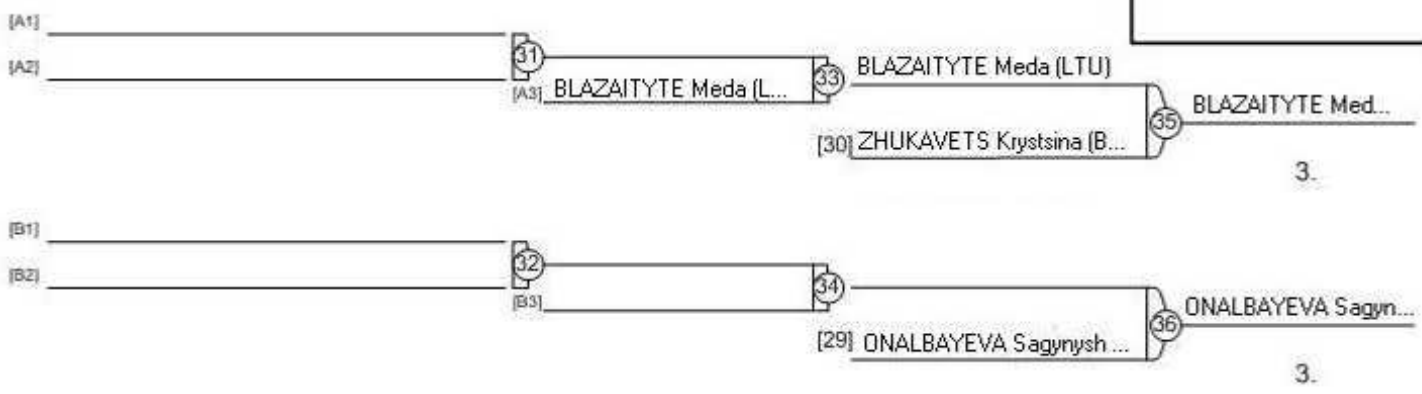 [A1]
[A2]
31
[A3] BLAZAITYTE Meda (L...
33
BLAZAITYTE Meda (LTU)
[30] ZHUKAVETS Krystsina (B...
35
BLAZAITYTE Med...
3.
[B1]
[B2]
32
[B3]
34
[29] ONALBAYEVA Sagynysh ...
36
ONALBAYEVA Sagyn...
3.